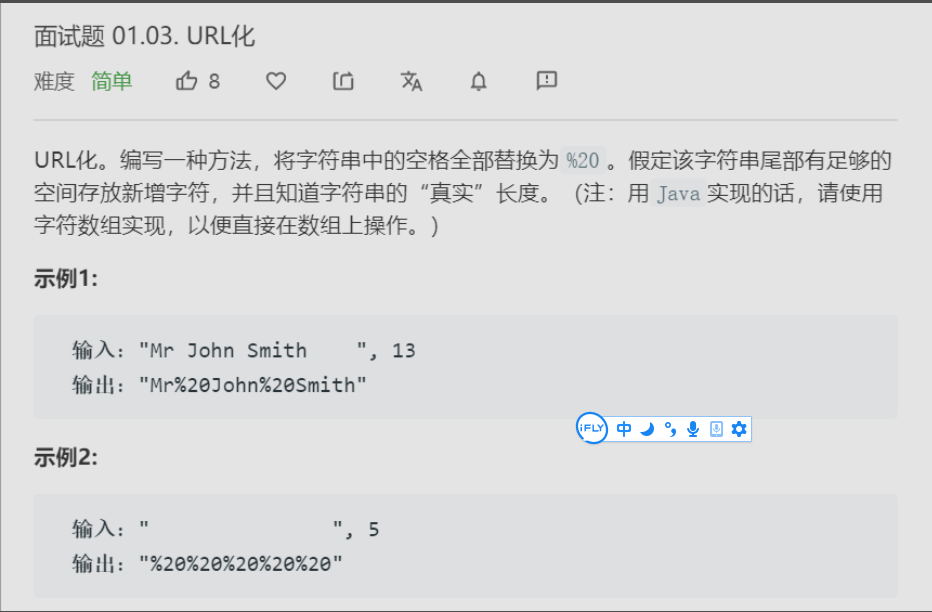 面试题 01.03. URL化
难度 简单 8
URL化。编写一种方法，将字符串中的空格全部替换为%20。假定该字符串尾部有足够的
空间存放新增字符，并且知道字符串的“真实”长度。（注：用Java实现的话，请使用
字符数组实现，以便直接在数组上操作。）
示例1:
输入："Mr John Smith    ", 13
输出："Mr%20John%20Smith"
iFLY 中
示例2:
输入："               ", 5
输出："%20%20%20%20%20"